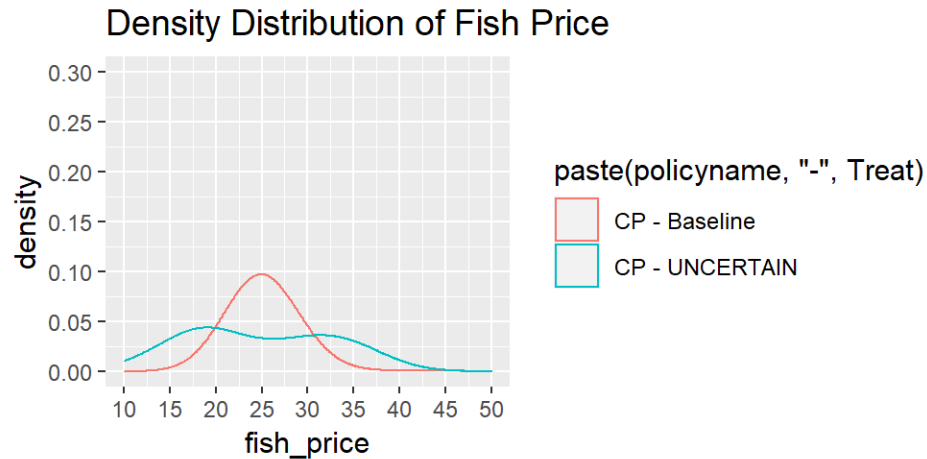 Density Distribution of Fish Price
0.30
0.25
0.20
0.15
0.10
0.05
0.00
density
10 15 20 25 30 35 40 45 50
fish_price
paste(policyname, "-", Treat)
CP - Baseline
CP - UNCERTAIN